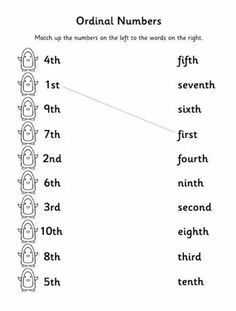 Ordinal Numbers
Match up the numbers on the left to the words on the right.
4th fifth
1st seventh
9th sixth
7th first
2nd fourth
6th ninth
3rd second
10th eighth
8th third
5th tenth